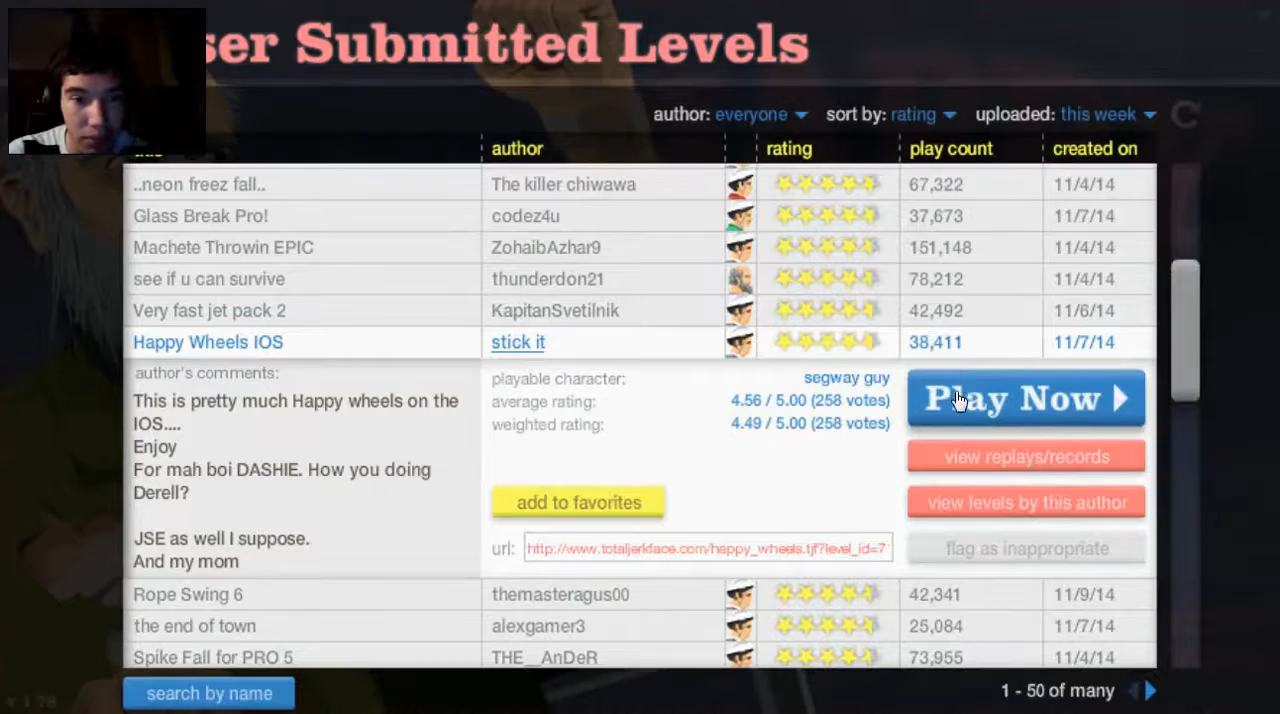 ser Submitted Levels
author: everyone sort by: rating uploaded: this week
author rating play count created on
..neon freez fall.. The killer chiwawa 67,322 11/4/14
Glass Break Pro! codez4u 37,673 11/7/14
Machete Throwin EPIC ZohaibAzhar9 151,148 11/4/14
see if u can survive thunderdon21 78,212 11/4/14
Very fast jet pack 2 KapitanSvetilnik 42,492 11/6/14
Happy Wheels IOS stick it 38,411 11/7/14
author's comments:
This is pretty much Happy wheels on the
IOS....
Enjoy
For mah boi DASHIE. How you doing
Derell?
JSE as well I suppose.
And my mom
playable character: segway guy
average rating: 4.56 / 5.00 (258 votes)
weighted rating: 4.49 / 5.00 (258 votes)
add to favorites
url: http://www.totaljerkface.com/happy_wheels.tjf?level_id=7
Play Now
view replays/records
view levels by this author
flag as inappropriate
Rope Swing 6 themasteragus00 42,341 11/9/14
the end of town alexgamer3 25,084 11/7/14
Spike Fall for PRO 5 THE__AnDeR 73,955 11/4/14
search by name 1 - 50 of many
v 1.78